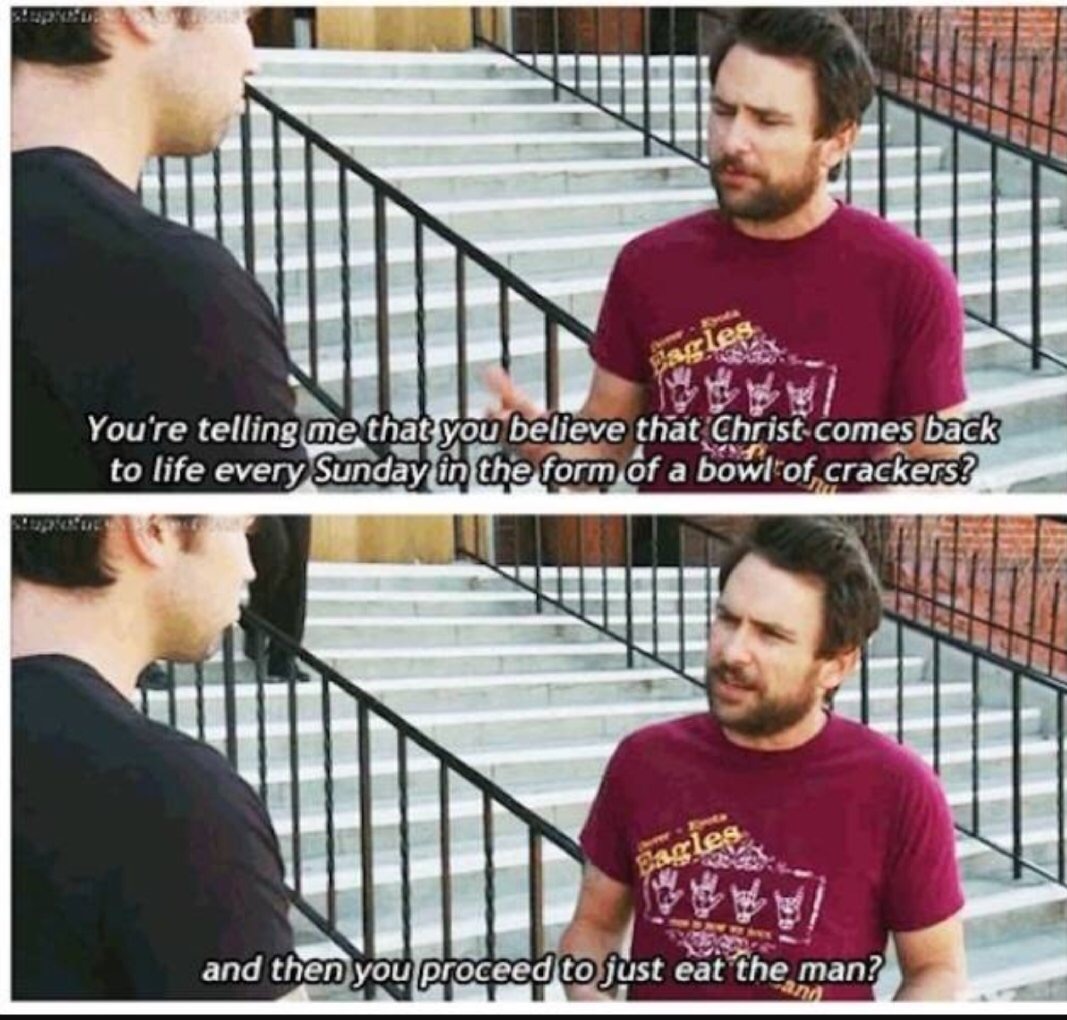 You're telling me that you believe that Christ comes back
to life every Sunday in the form of a bowl of crackers?
Eagles
and then you proceed to just eat the man?
Eagles